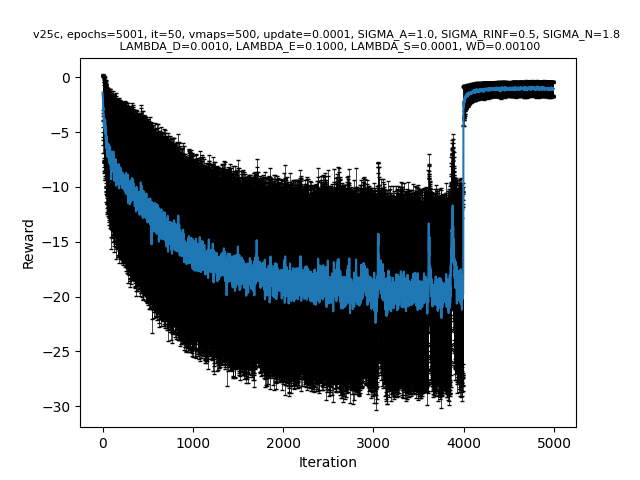 v25c, epochs=5001, it=50, vmaps=500, update=0.0001, SIGMA_A=1.0, SIGMA_RINF=0.5, SIGMA_N=1.8
LAMBDA_D=0.0010, LAMBDA_E=0.1000, LAMBDA_S=0.0001, WD=0.00100
0
−5
−10
−15
−20
−25
−30
Reward
0 1000 2000 3000 4000 5000
Iteration